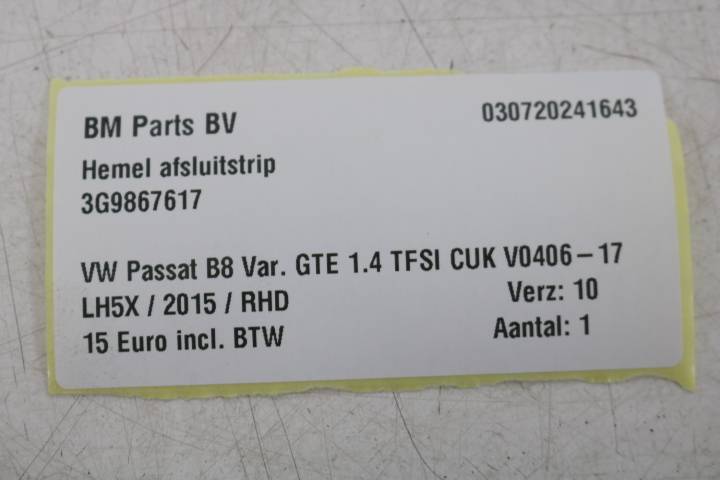 BM Parts BV 030720241643
Hemel afsluitstrip
3G9867617
VW Passat B8 Var. GTE 1.4 TFSI CUK V0406-17
LH5X / 2015 / RHD Verz: 10
15 Euro incl. BTW Aantal: 1